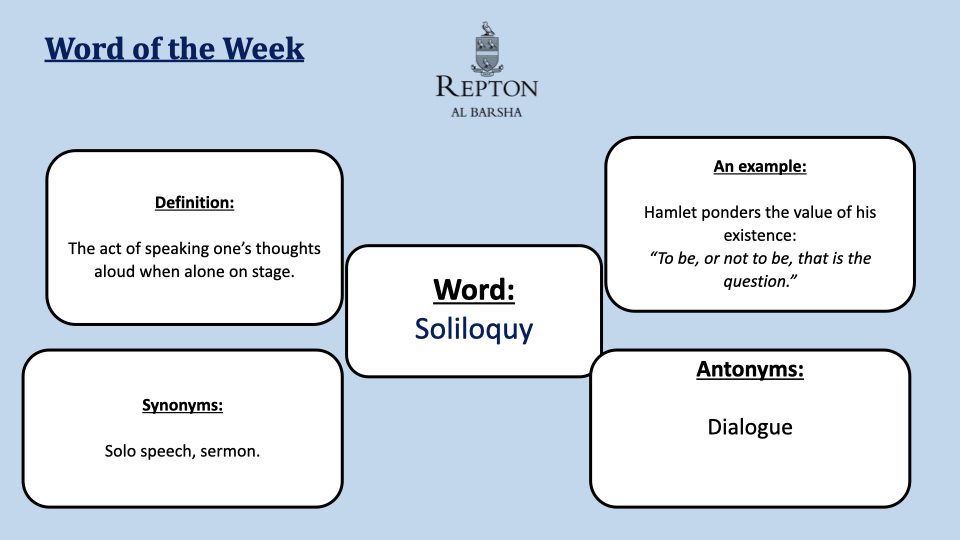 Word of the Week
REPTON
AL BARSHA
Definition:
The act of speaking one’s thoughts
aloud when alone on stage.
An example:
Hamlet ponders the value of his
existence:
“To be, or not to be, that is the
question.”
Word:
Soliloquy
Synonyms:
Solo speech, sermon.
Antonyms:
Dialogue